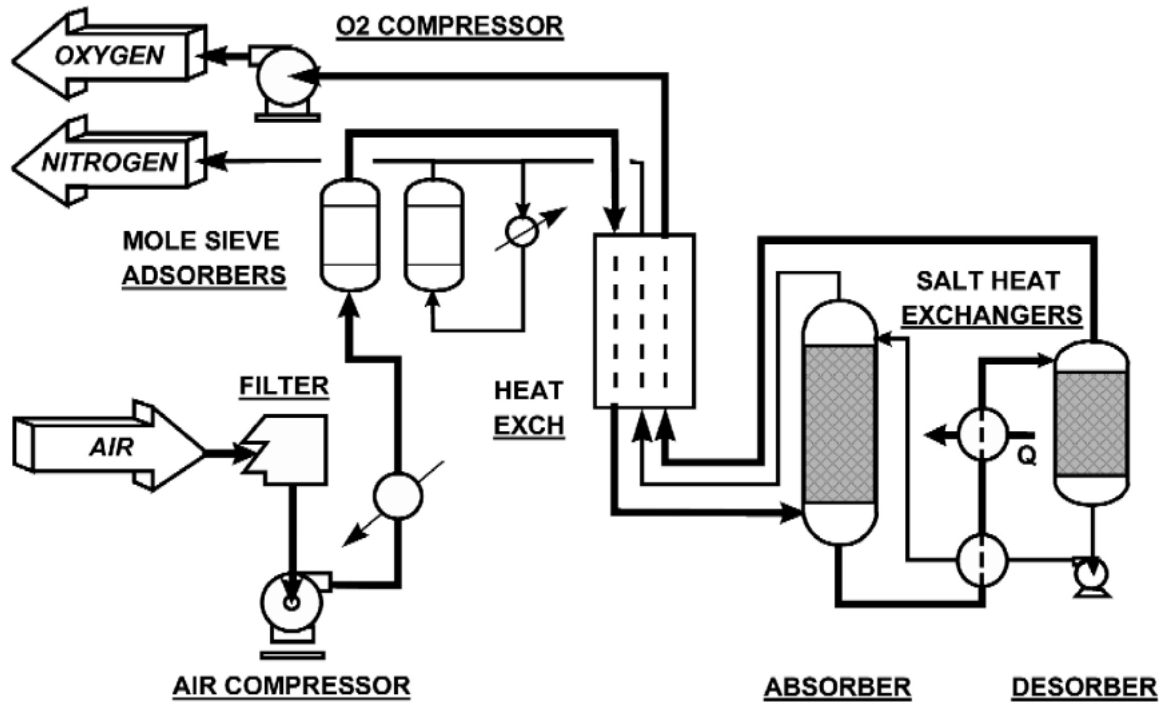 O2 COMPRESSOR
OXYGEN
NITROGEN
MOLE SIEVE
ADSORBERS
SALT HEAT
EXCHANGERS
FILTER
HEAT
EXCH
AIR
Q
AIR COMPRESSOR
ABSORBER
DESORBER